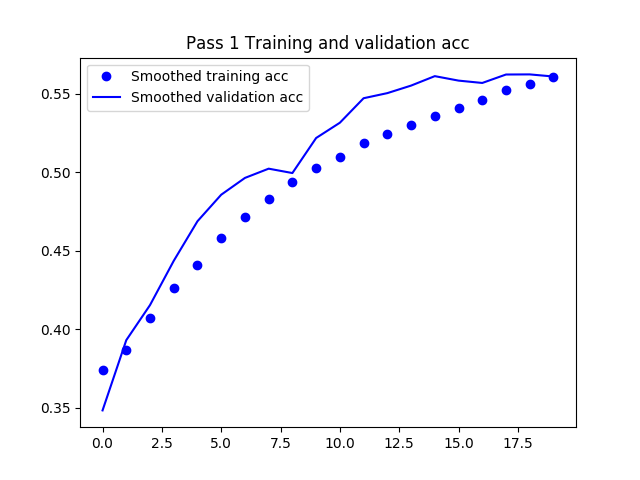 Pass 1 Training and validation acc
Smoothed training acc
Smoothed validation acc
0.55
0.50
0.45
0.40
0.35
0.0 2.5 5.0 7.5 10.0 12.5 15.0 17.5